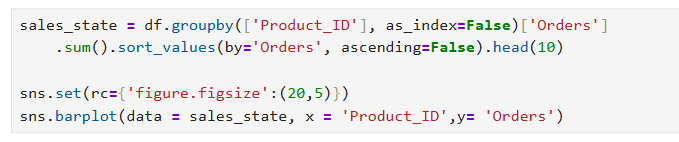 sales_state = df.groupby(['Product_ID'], as_index=False)['Orders']
    .sum().sort_values(by='Orders', ascending=False).head(10)

sns.set(rc={'figure.figsize':(20,5)})
sns.barplot(data = sales_state, x = 'Product_ID',y= 'Orders')